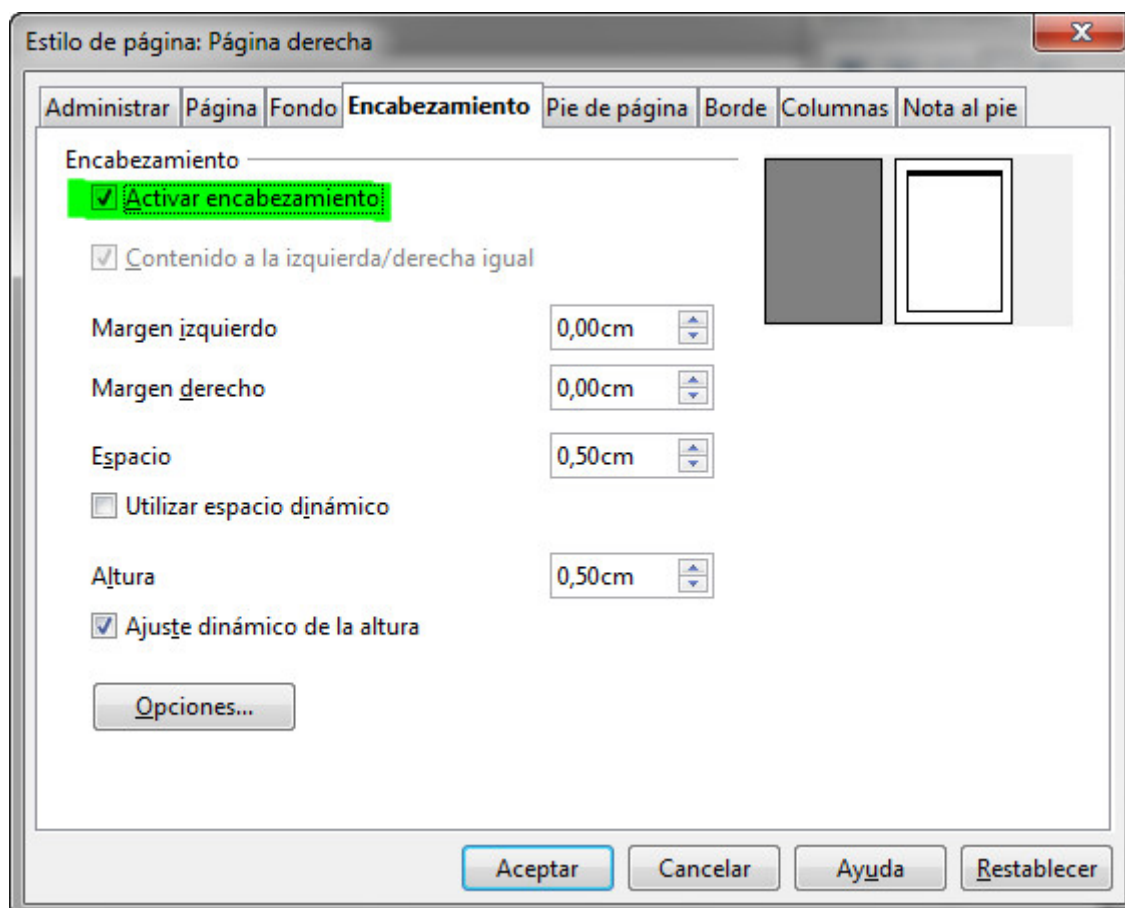 Estilo de página: Página derecha
Administrar Página Fondo Encabezamiento Pie de página Borde Columnas Nota al pie
Encabezamiento
Activar encabezamiento
Contenido a la izquierda/derecha igual
Margen izquierdo 0,00cm
Margen derecho 0,00cm
Espacio 0,50cm
Utilizar espacio dinámico
Altura 0,50cm
Ajuste dinámico de la altura
Opciones...
Aceptar Cancelar Ayuda Restablecer